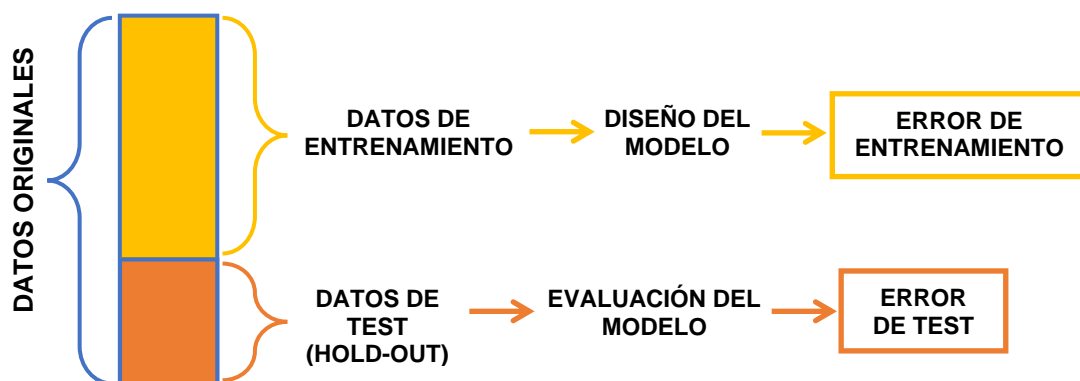 DATOS ORIGINALES
DATOS DE
ENTRENAMIENTO
DISEÑO DEL
MODELO
ERROR DE
ENTRENAMIENTO
DATOS DE
TEST
(HOLD-OUT)
EVALUACIÓN DEL
MODELO
ERROR
DE TEST